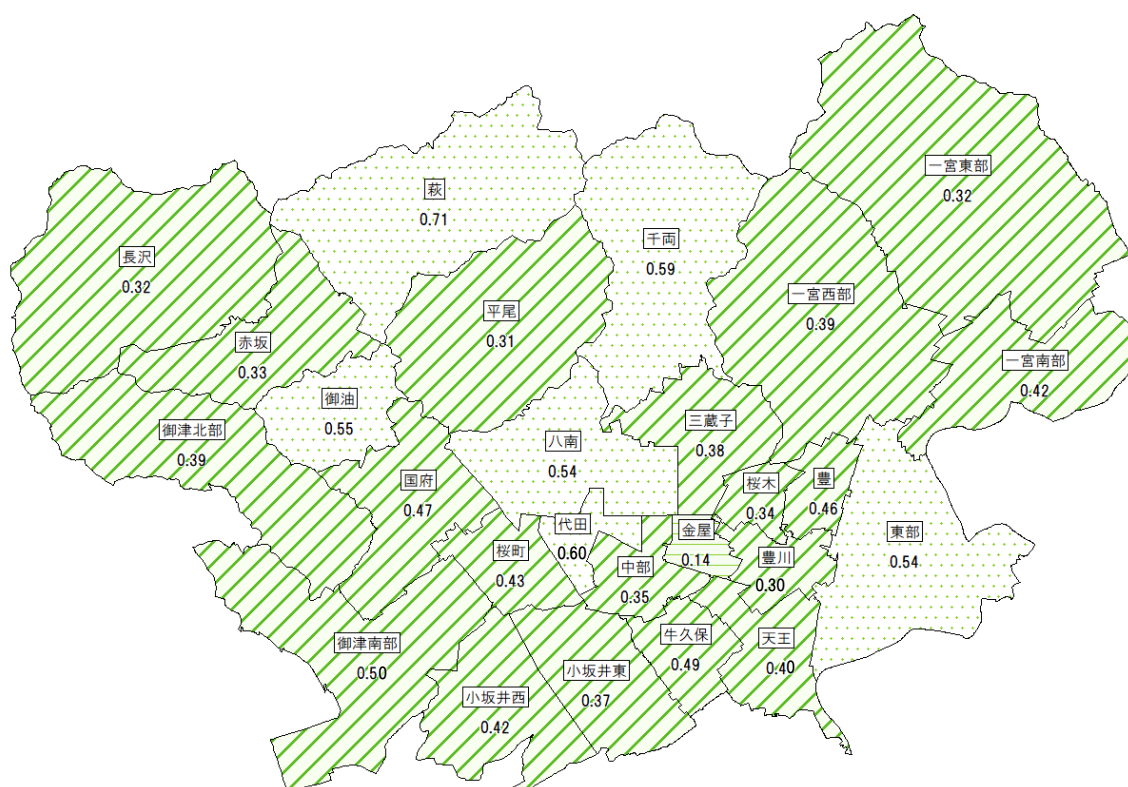 一宮東部
0.32
萩
0.71
千両
0.59
長沢
0.32
一宮西部
0.39
平尾
0.31
赤坂
0.33
一宮南部
0.42
御油
0.55
御津北部
0.39
三蔵子
0.38
八南
0.54
国府
0.47
桜木
0.34
豊
0.46
代田
0.60
金屋
0.14
東部
0.54
桜町
0.43
中部
0.35
豊川
0.30
御津南部
0.50
牛久保
0.49
天王
0.40
小坂井東
0.37
小坂井西
0.42